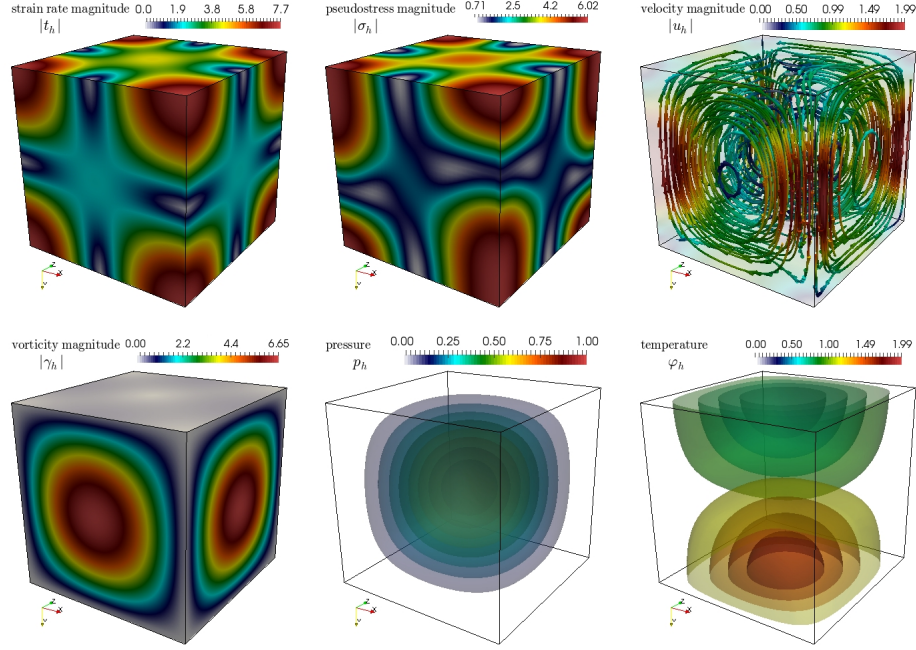 strain rate magnitude 0.0 1.9 3.8 5.8 7.7
|t_h|
pseudostress magnitude 0.71 2.5 4.2 6.02
|σ_h|
velocity magnitude 0.00 0.50 0.99 1.49 1.99
|u_h|
z
x
y
z
x
y
z
x
y
vorticity magnitude 0.00 2.2 4.4 6.65
|γ_h|
pressure 0.00 0.25 0.50 0.75 1.00
p_h
temperature 0.00 0.50 1.00 1.49 1.99
φ_h
z
x
y
z
x
y
z
x
y